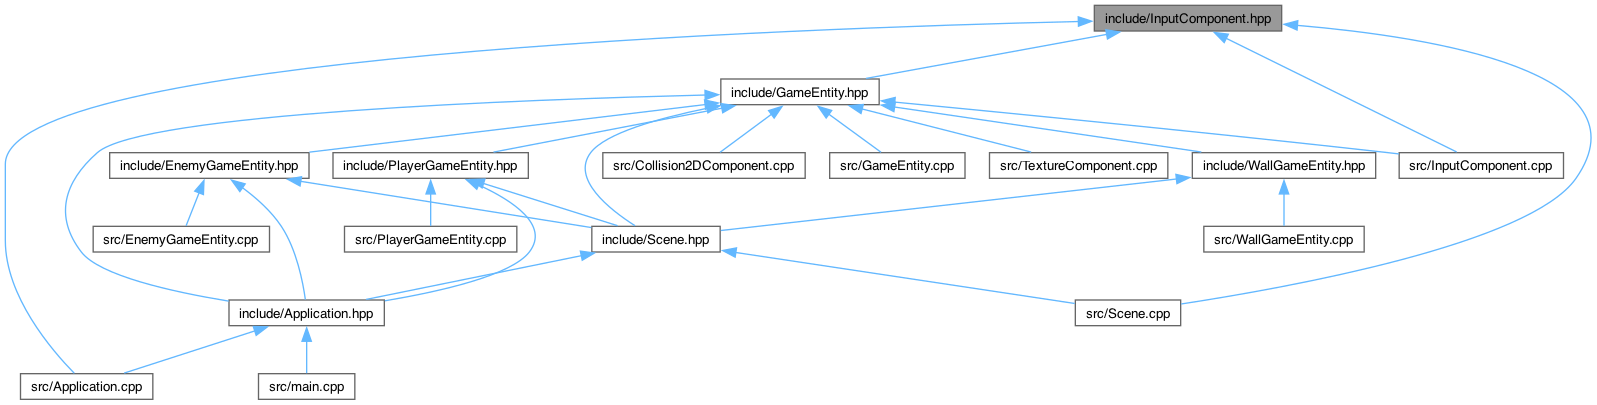 include/InputComponent.hpp
include/GameEntity.hpp
include/EnemyGameEntity.hpp
include/PlayerGameEntity.hpp
src/Collision2DComponent.cpp
src/GameEntity.cpp
src/TextureComponent.cpp
include/WallGameEntity.hpp
src/InputComponent.cpp
src/EnemyGameEntity.cpp
src/PlayerGameEntity.cpp
include/Scene.hpp
src/WallGameEntity.cpp
include/Application.hpp
src/Scene.cpp
src/Application.cpp
src/main.cpp